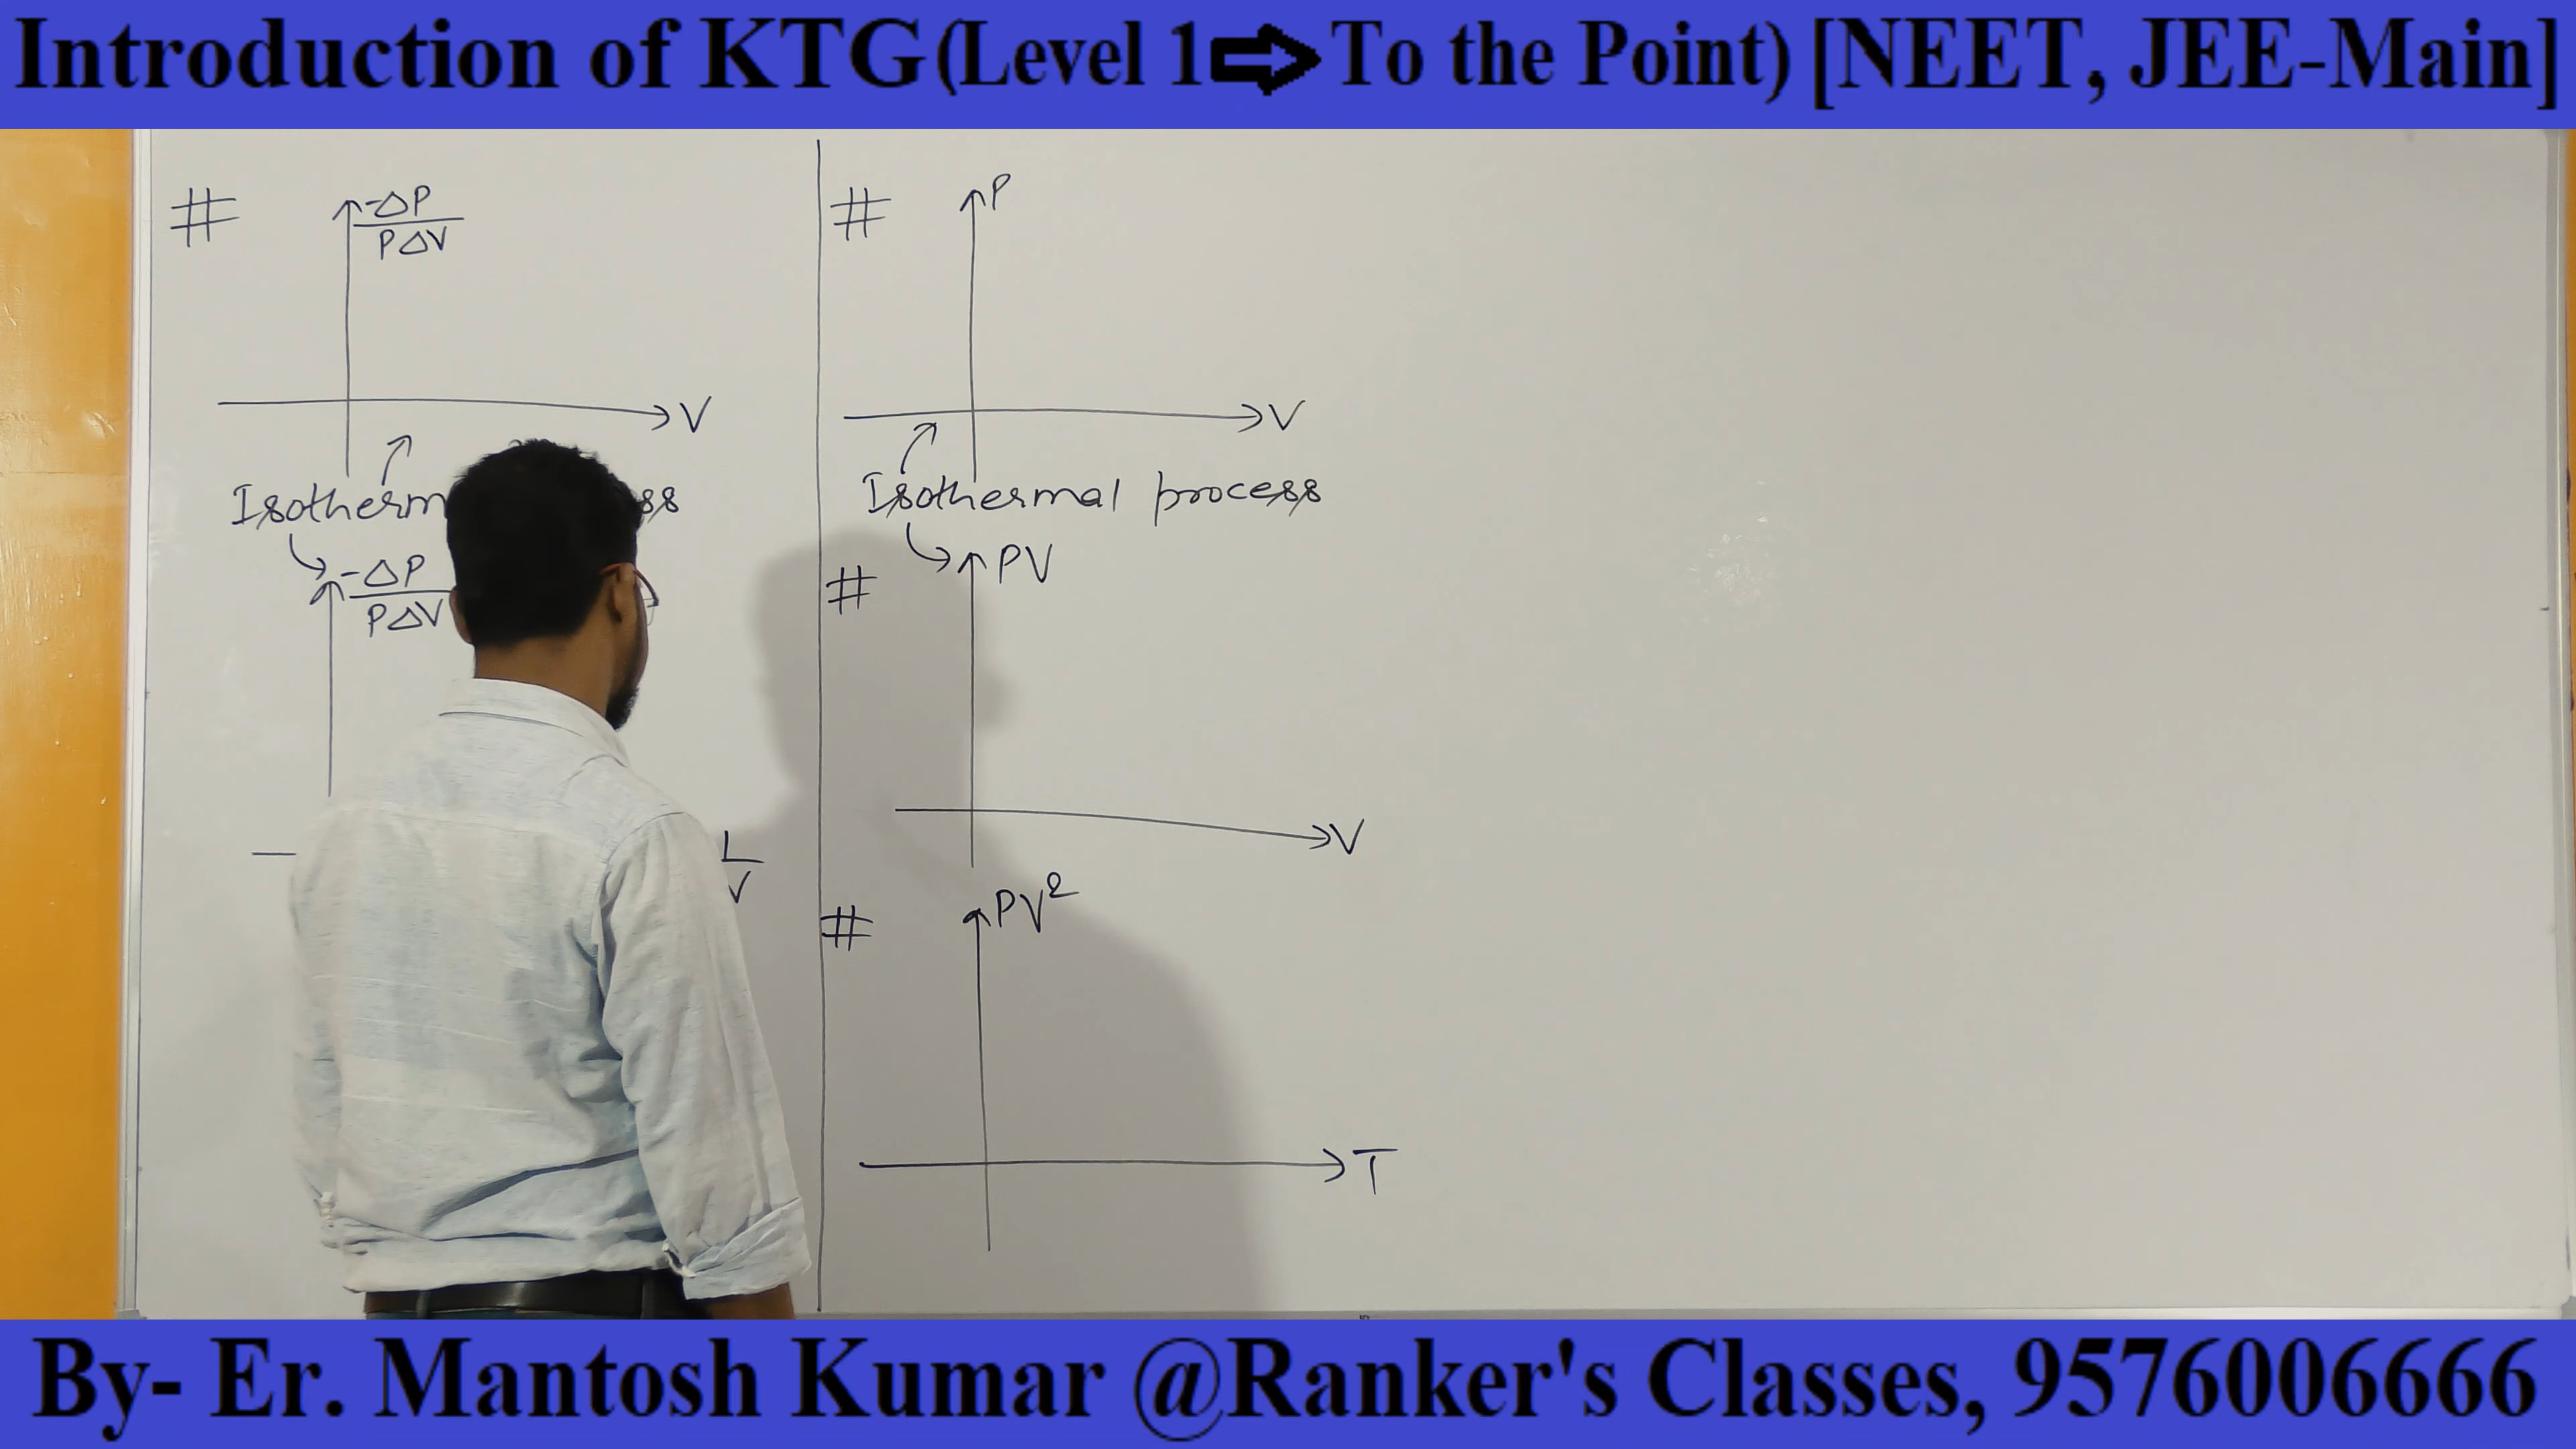 Introduction of KTG (Level 1⇒To the Point) [NEET, JEE-Main]
#
-ΔP
PΔV
V
Isotherm ss
-ΔP
PΔV
V
#
P
V
Isothermal process
#
PV
V
#
PV²
T
By- Er. Mantosh Kumar @Ranker's Classes, 9576006666